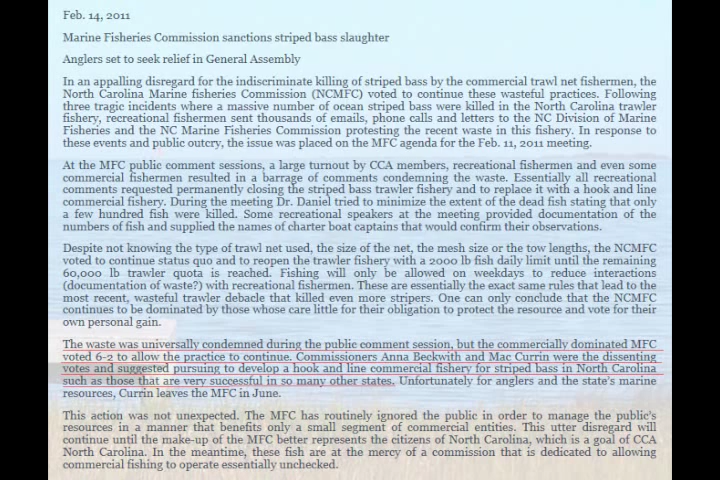 Feb. 14, 2011
Marine Fisheries Commission sanctions striped bass slaughter
Anglers set to seek relief in General Assembly
In an appalling disregard for the indiscriminate killing of striped bass by the commercial trawl net fishermen, the
North Carolina Marine fisheries Commission (NCMFC) voted to continue these wasteful practices. Following
three tragic incidents where a massive number of ocean striped bass were killed in the North Carolina trawler
fishery, recreational fishermen sent thousands of emails, phone calls and letters to the NC Division of Marine
Fisheries and the NC Marine Fisheries Commission protesting the recent waste in this fishery. In response to
these events and public outcry, the issue was placed on the MFC agenda for the Feb. 11, 2011 meeting.
At the MFC public comment sessions, a large turnout by CCA members, recreational fishermen and even some
commercial fishermen resulted in a barrage of comments condemning the waste. Essentially all recreational
comments requested permanently closing the striped bass trawler fishery and to replace it with a hook and line
commercial fishery. During the meeting Dr. Daniel tried to minimize the extent of the dead fish stating that only
a few hundred fish were killed. Some recreational speakers at the meeting provided documentation of the
numbers of fish and supplied the names of charter boat captains that would confirm their observations.
Despite not knowing the type of trawl net used, the size of the net, the mesh size or the tow lengths, the NCMFC
voted to continue status quo and to reopen the trawler fishery with a 2000 lb fish daily limit until the remaining
60,000 lb trawler quota is reached. Fishing will only be allowed on weekdays to reduce interactions
(documentation of waste?) with recreational fishermen. These are essentially the exact same rules that lead to the
most recent, wasteful trawler debacle that killed even more stripers. One can only conclude that the NCMFC
continues to be dominated by those whose care little for their obligation to protect the resource and vote for their
own personal gain.
The waste was universally condemned during the public comment session, but the commercially dominated MFC
voted 6-2 to allow the practice to continue. Commissioners Anna Beckwith and Mac Currin were the dissenting
votes and suggested pursuing to develop a hook and line commercial fishery for striped bass in North Carolina
such as those that are very successful in so many other states. Unfortunately for anglers and the state's marine
resources, Currin leaves the MFC in June.
This action was not unexpected. The MFC has routinely ignored the public in order to manage the public's
resources in a manner that benefits only a small segment of commercial entities. This utter disregard will
continue until the make-up of the MFC better represents the citizens of North Carolina, which is a goal of CCA
North Carolina. In the meantime, these fish are at the mercy of a commission that is dedicated to allowing
commercial fishing to operate essentially unchecked.